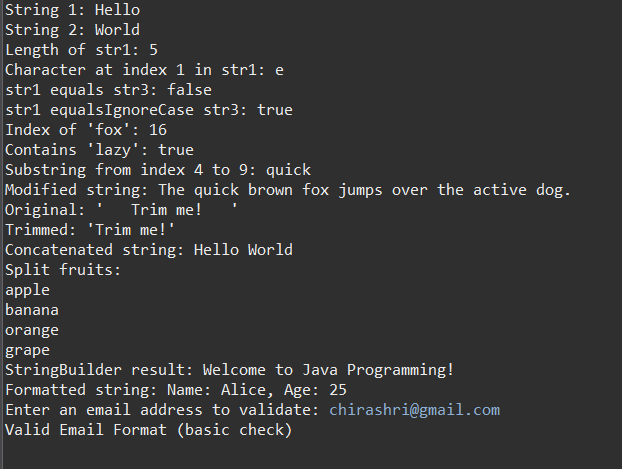 String 1: Hello
String 2: World
Length of str1: 5
Character at index 1 in str1: e
str1 equals str3: false
str1 equalsIgnoreCase str3: true
Index of 'fox': 16
Contains 'lazy': true
Substring from index 4 to 9: quick
Modified string: The quick brown fox jumps over the active dog.
Original: '   Trim me!   '
Trimmed: 'Trim me!'
Concatenated string: Hello World
Split fruits:
apple
banana
orange
grape
StringBuilder result: Welcome to Java Programming!
Formatted string: Name: Alice, Age: 25
Enter an email address to validate: chirashri@gmail.com
Valid Email Format (basic check)